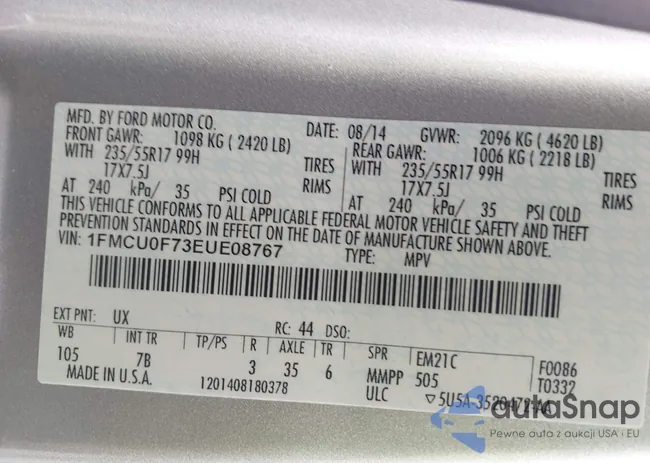 MFD. BY FORD MOTOR CO.
DATE: 08/14 GVWR: 2096 KG ( 4620 LB)
FRONT GAWR: 1098 KG ( 2420 LB)
REAR GAWR: 1006 KG ( 2218 LB)
WITH 235/55R17 99H TIRES
WITH 235/55R17 99H TIRES
17X7.5J RIMS
17X7.5J RIMS
AT 240 kPa/ 35 PSI COLD
AT 240 kPa/ 35 PSI COLD
THIS VEHICLE CONFORMS TO ALL APPLICABLE FEDERAL MOTOR VEHICLE SAFETY AND THEFT
PREVENTION STANDARDS IN EFFECT ON THE DATE OF MANUFACTURE SHOWN ABOVE.
VIN: 1FMCU0F73EUE08767 TYPE: MPV
EXT PNT: UX RC: 44 DSO:
WB INT TR TP/PS R AXLE TR SPR EM21C F0086
105 7B 3 35 6 MMPP 505 T0332
MADE IN U.S.A. 1201408180378 ULC
autoSnap
Pewne auta z aukcji USA · EU